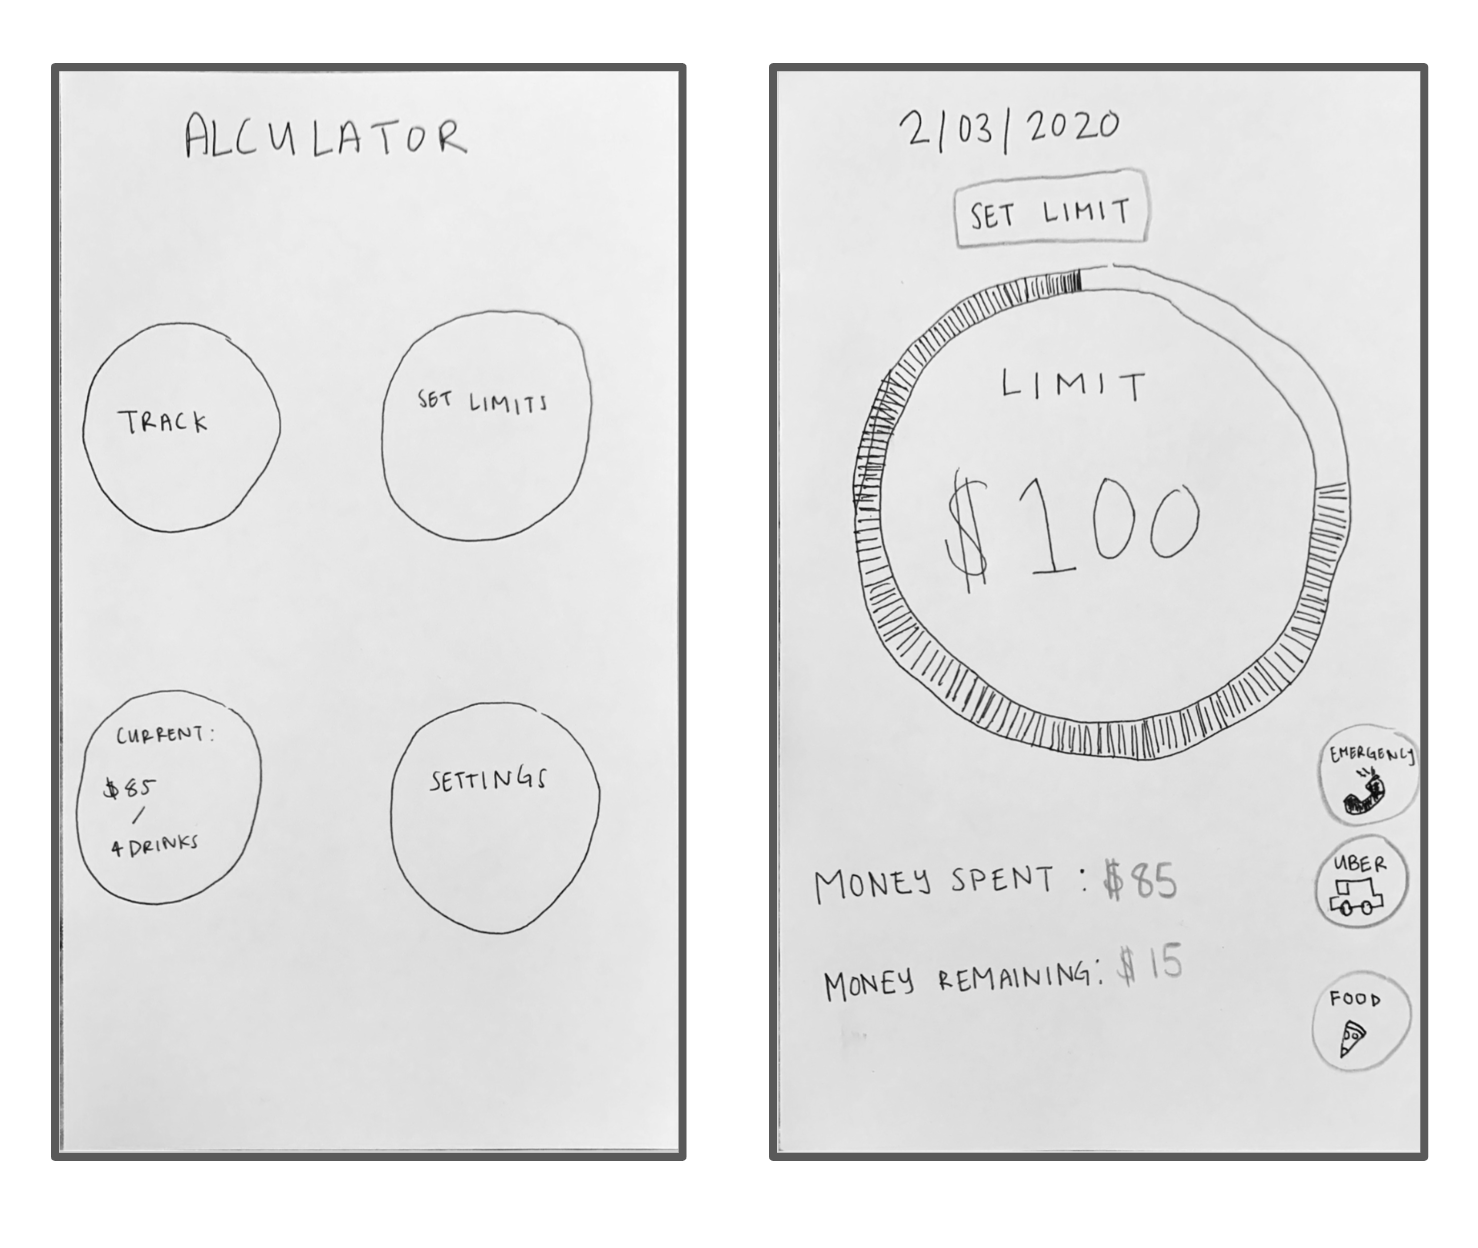 ALCULATOR
TRACK
SET LIMITS
CURRENT:
$85
/
4 DRINKS
SETTINGS
2/03/2020
SET LIMIT
LIMIT
$100
EMERGENCY
UBER
MONEY SPENT : $85
MONEY REMAINING: $15
FOOD